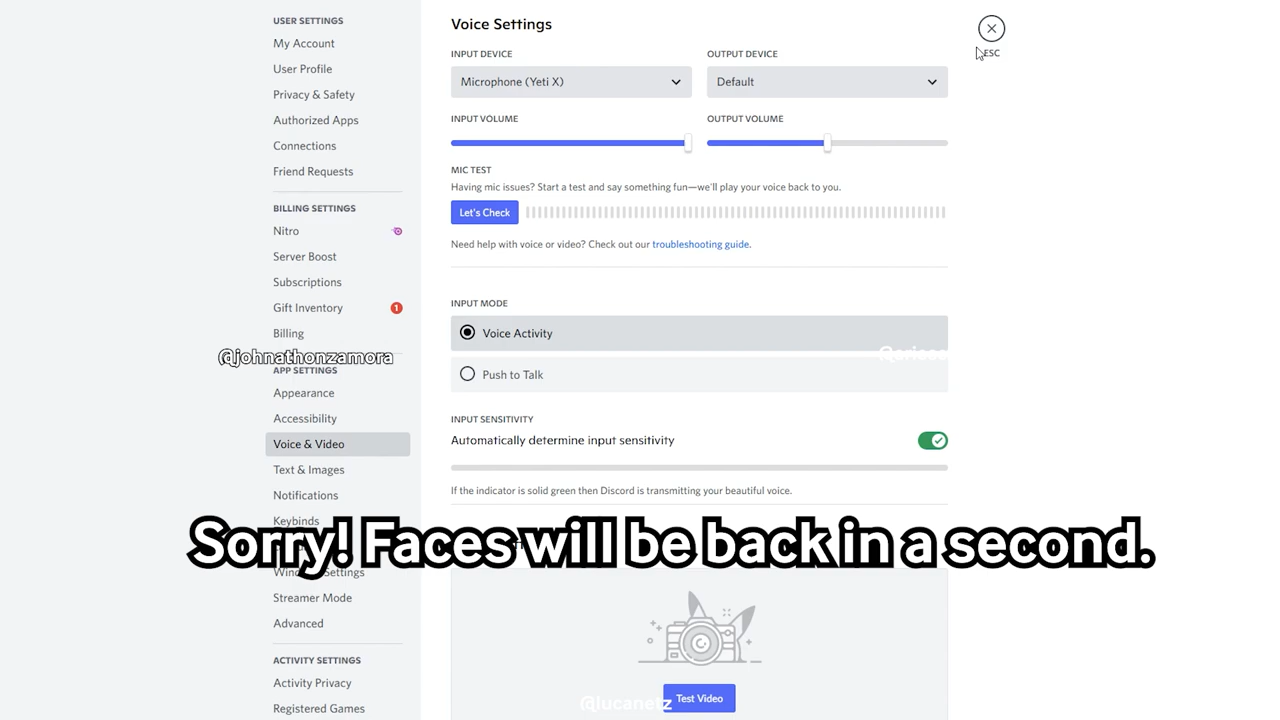 USER SETTINGS
My Account
User Profile
Privacy & Safety
Authorized Apps
Connections
Friend Requests
BILLING SETTINGS
Nitro
Server Boost
Subscriptions
Gift Inventory 1
Billing
@johnathonzamora
APP SETTINGS
Appearance
Accessibility
Voice & Video
Text & Images
Notifications
Keybinds
Settings
Streamer Mode
Advanced
ACTIVITY SETTINGS
Activity Privacy
Registered Games
Voice Settings
ESC
INPUT DEVICE OUTPUT DEVICE
Microphone (Yeti X) Default
INPUT VOLUME OUTPUT VOLUME
MIC TEST
Having mic issues? Start a test and say something fun—we'll play your voice back to you.
Let's Check
Need help with voice or video? Check out our troubleshooting guide.
INPUT MODE
Voice Activity
Push to Talk
INPUT SENSITIVITY
Automatically determine input sensitivity
If the indicator is solid green then Discord is transmitting your beautiful voice.
Sorry! Faces will be back in a second.
Test Video
@lucanetz